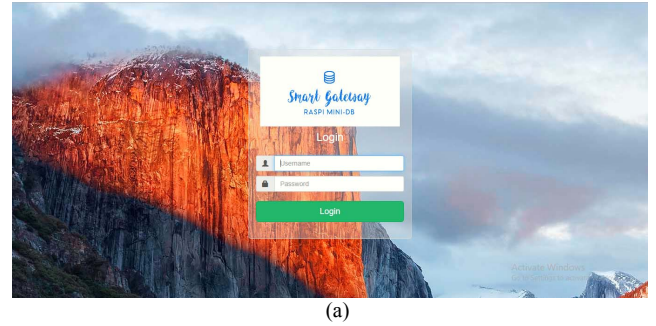 Smart Gateway
RASPI MINI-DB
Login
Username
Password
Login
Activate Windows
(a)